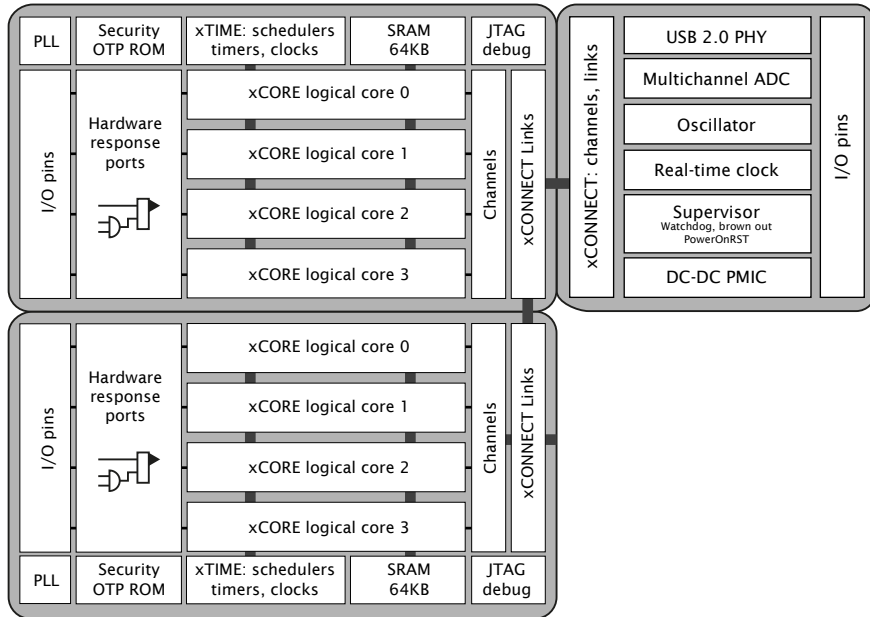 PLL
Security
OTP ROM
xTIME: schedulers
timers, clocks
SRAM
64KB
JTAG
debug
I/O pins
Hardware
response
ports
xCORE logical core 0
xCORE logical core 1
xCORE logical core 2
xCORE logical core 3
Channels
xCONNECT Links
xCONNECT: channels, links
USB 2.0 PHY
Multichannel ADC
Oscillator
Real-time clock
Supervisor
Watchdog, brown out
PowerOnRST
DC-DC PMIC
I/O pins
I/O pins
Hardware
response
ports
xCORE logical core 0
xCORE logical core 1
xCORE logical core 2
xCORE logical core 3
Channels
xCONNECT Links
PLL
Security
OTP ROM
xTIME: schedulers
timers, clocks
SRAM
64KB
JTAG
debug